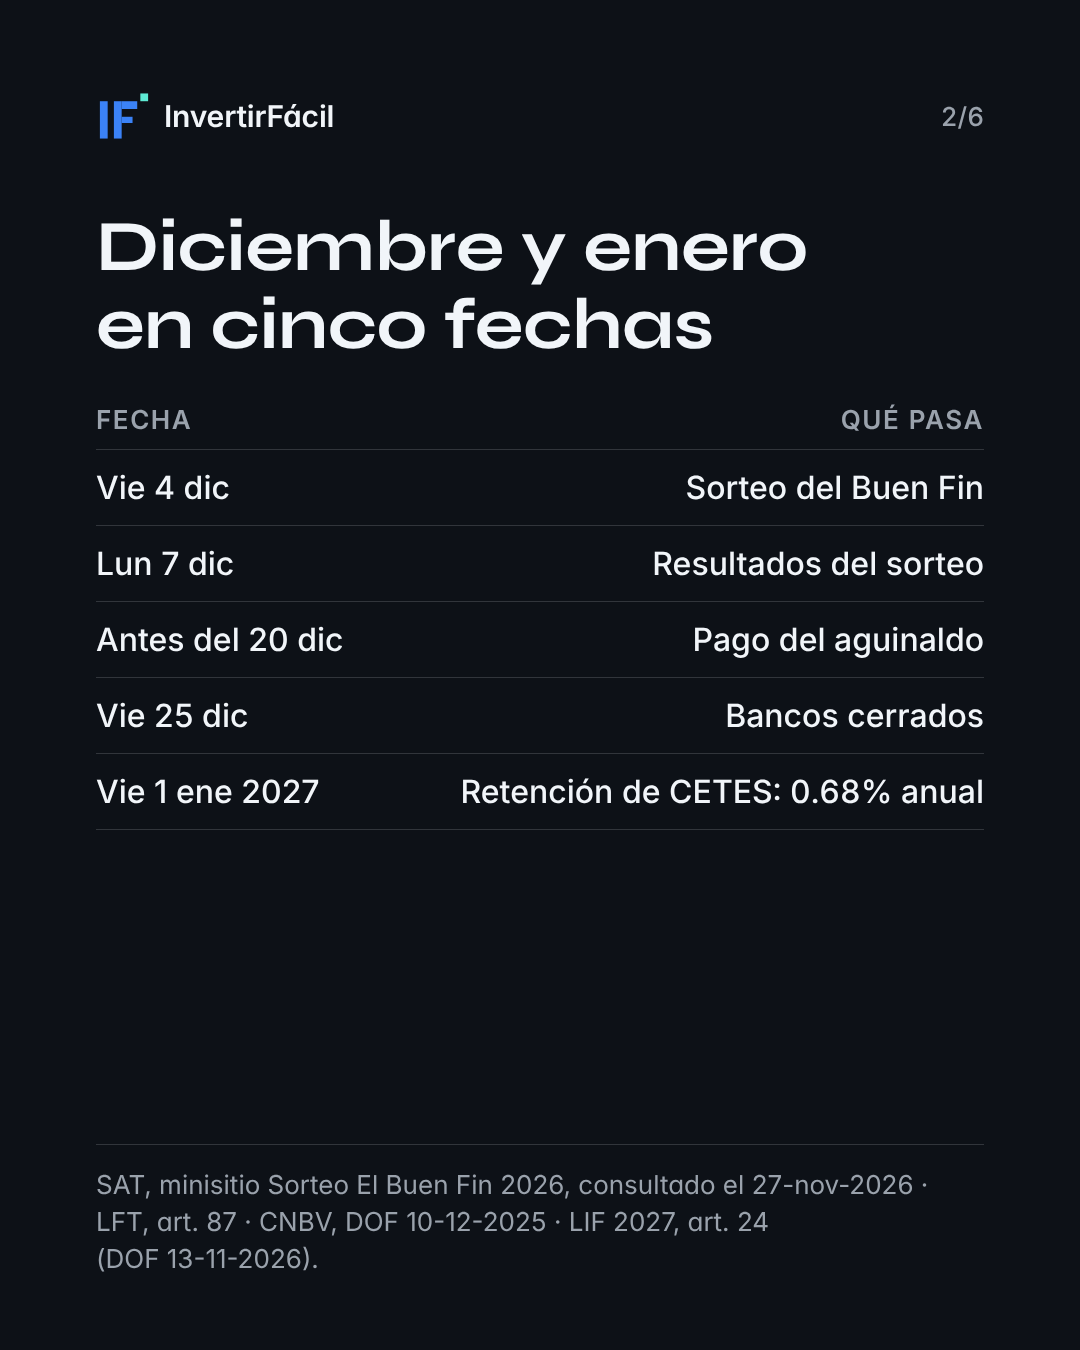 IF InvertirFácil 2/6
Diciembre y enero
en cinco fechas
FECHA QUÉ PASA
Vie 4 dic Sorteo del Buen Fin
Lun 7 dic Resultados del sorteo
Antes del 20 dic Pago del aguinaldo
Vie 25 dic Bancos cerrados
Vie 1 ene 2027 Retención de CETES: 0.68% anual
SAT, minisitio Sorteo El Buen Fin 2026, consultado el 27-nov-2026 ·
LFT, art. 87 · CNBV, DOF 10-12-2025 · LIF 2027, art. 24
(DOF 13-11-2026).